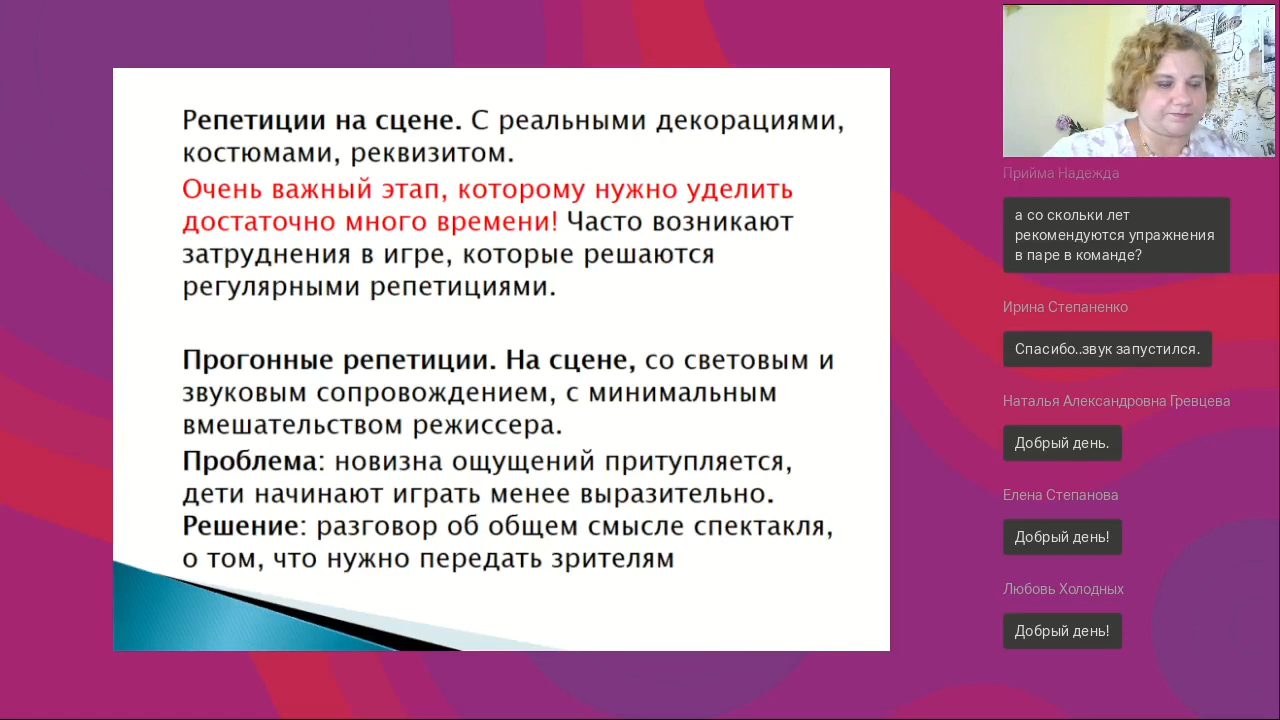 Репетиции на сцене. С реальными декорациями,
костюмами, реквизитом.
Очень важный этап, которому нужно уделить
достаточно много времени! Часто возникают
затруднения в игре, которые решаются
регулярными репетициями.
Прогонные репетиции. На сцене, со световым и
звуковым сопровождением, с минимальным
вмешательством режиссера.
Проблема: новизна ощущений притупляется,
дети начинают играть менее выразительно.
Решение: разговор об общем смысле спектакля,
о том, что нужно передать зрителям
Прийма Надежда
а со скольки лет
рекомендуются упражнения
в паре в команде?
Ирина Степаненко
Спасибо..звук запустился.
Наталья Александровна Гревцева
Добрый день.
Елена Степанова
Добрый день!
Любовь Холодных
Добрый день!